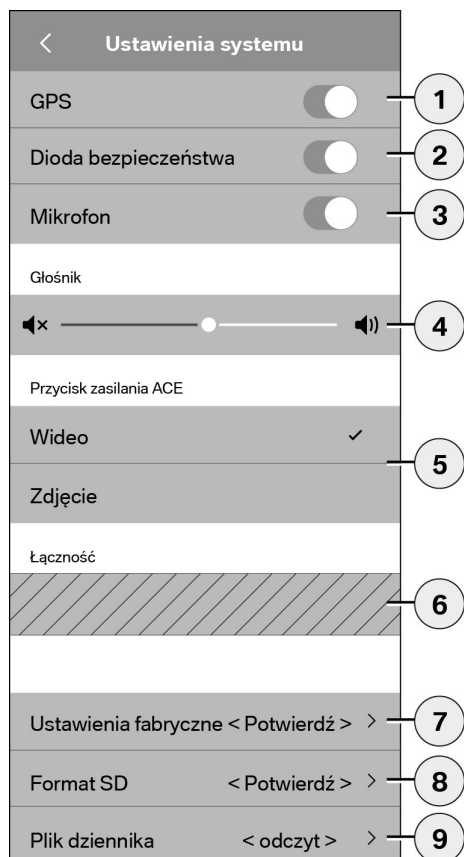 Ustawienia systemu
GPS 1
Dioda bezpieczeństwa 2
Mikrofon 3
Głośnik
4
Przycisk zasilania ACE
Wideo
5
Zdjęcie
Łączność
6
Ustawienia fabryczne < Potwierdź > 7
Format SD < Potwierdź > 8
Plik dziennika < odczyt > 9